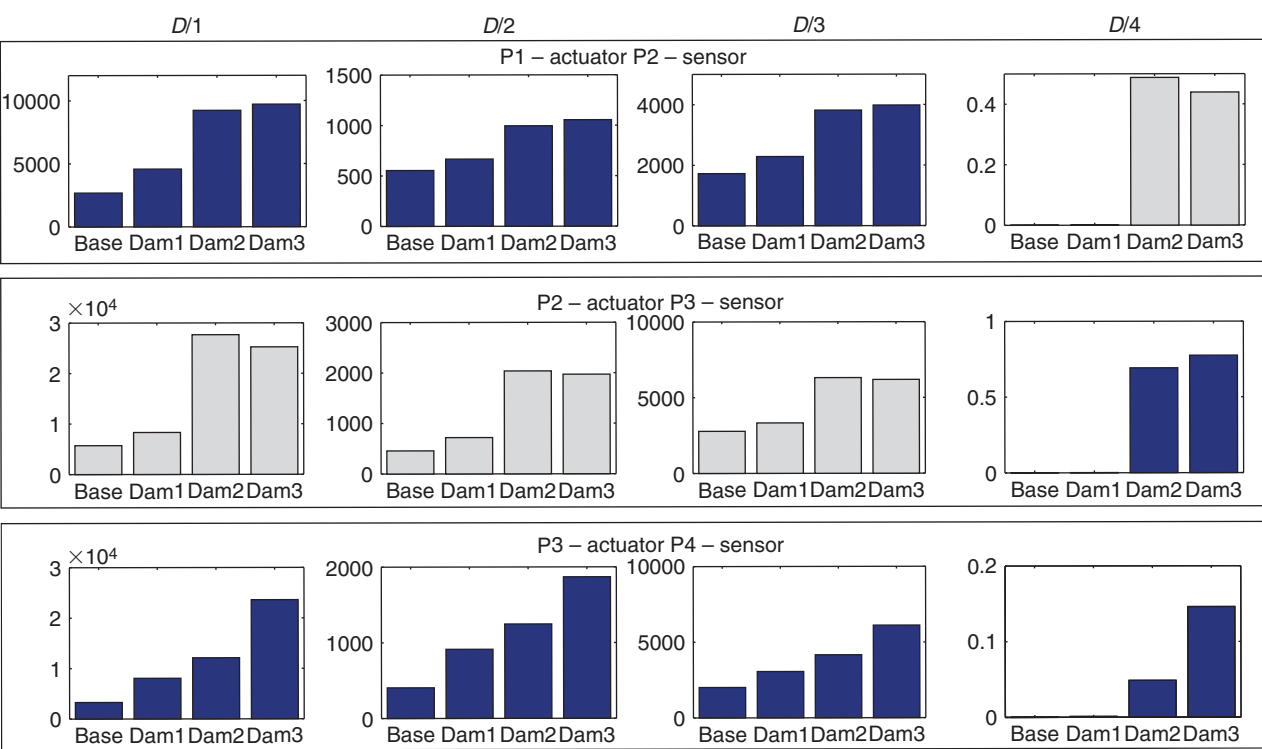 D/1 D/2 D/3 D/4
P1 – actuator P2 – sensor
10000
5000
0
Base Dam1 Dam2 Dam3
1500
1000
500
0
Base Dam1 Dam2 Dam3
4000
2000
0
Base Dam1 Dam2 Dam3
0.4
0.2
0
Base Dam1 Dam2 Dam3
P2 – actuator P3 – sensor
×10⁴
3
2
1
0
Base Dam1 Dam2 Dam3
3000
2000
1000
0
Base Dam1 Dam2 Dam3
10000
5000
0
Base Dam1 Dam2 Dam3
1
0.5
0
Base Dam1 Dam2 Dam3
P3 – actuator P4 – sensor
×10⁴
3
2
1
0
Base Dam1 Dam2 Dam3
2000
1000
0
Base Dam1 Dam2 Dam3
10000
5000
0
Base Dam1 Dam2 Dam3
0.2
0.1
0
Base Dam1 Dam2 Dam3